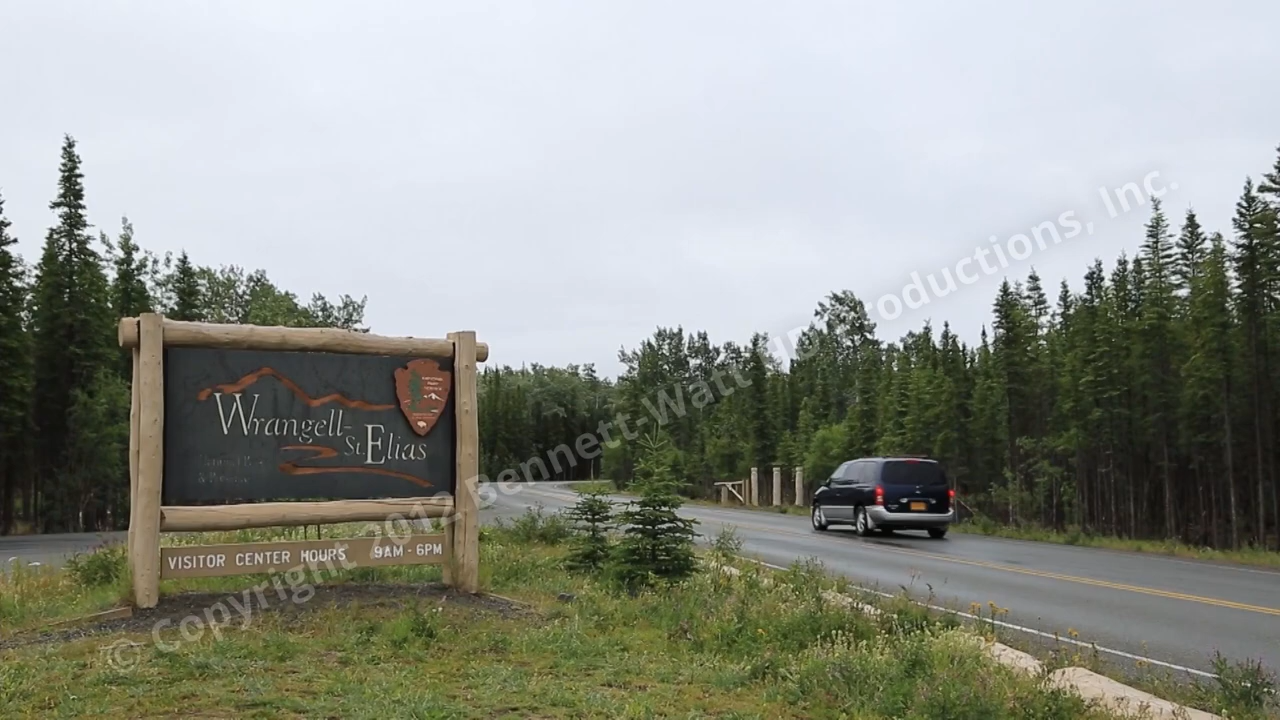 Wrangell-
St. Elias
VISITOR CENTER HOURS 9AM - 6PM
© Copyright 2012 Bennett-Watt HD Productions, Inc.